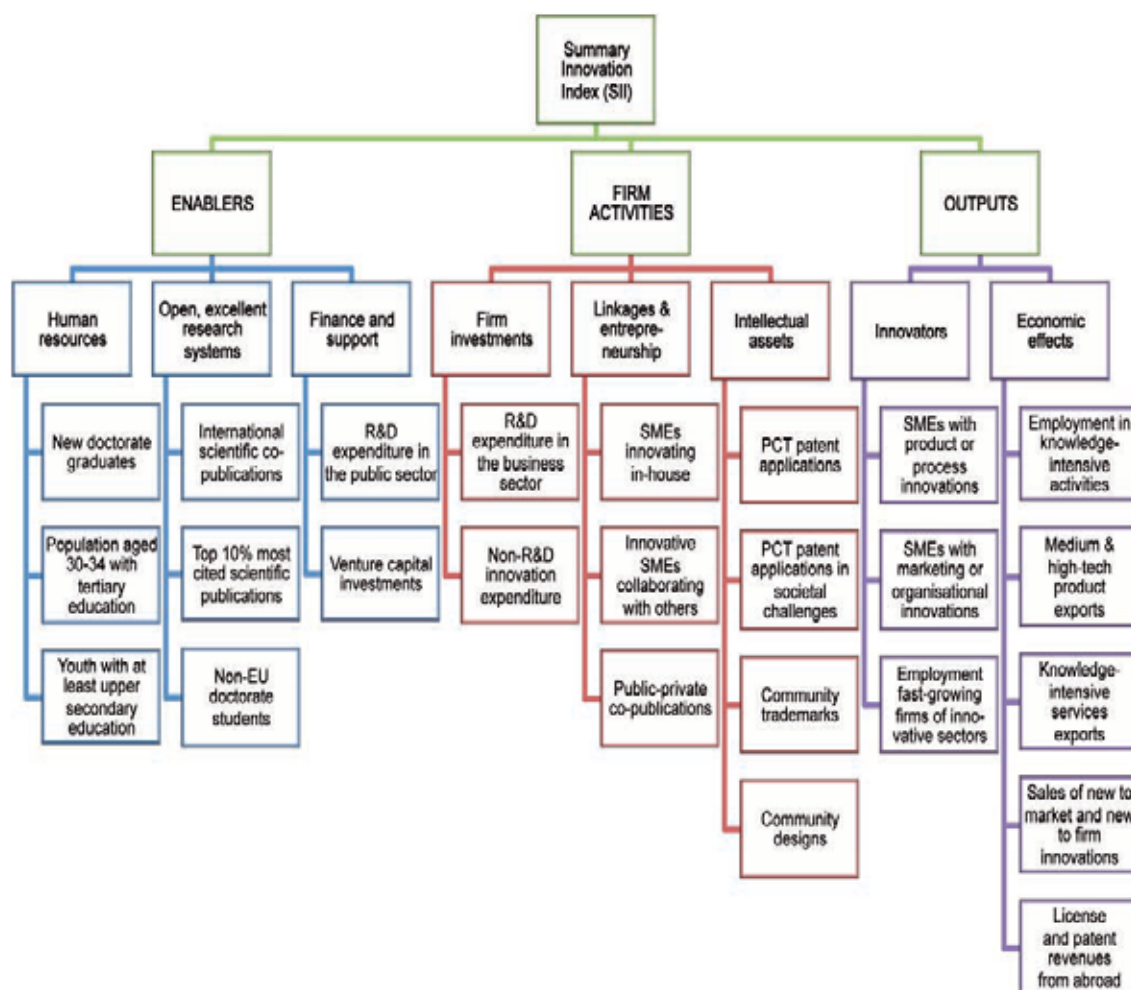 Summary
Innovation
Index (SII)
ENABLERS
FIRM
ACTIVITIES
OUTPUTS
Human
resources
Open, excellent
research
systems
Finance and
support
Firm
investments
Linkages &
entrepre-
neurship
Intellectual
assets
Innovators
Economic
effects
New doctorate
graduates
International
scientific co-
publications
R&D
expenditure in
the public sector
R&D
expenditure in
the business
sector
SMEs
innovating
in-house
PCT patent
applications
SMEs with
product or
process
innovations
Employment in
knowledge-
intensive
activities
Population aged
30-34 with
tertiary
education
Top 10% most
cited scientific
publications
Venture capital
investments
Non-R&D
innovation
expenditure
Innovative
SMEs
collaborating
with others
PCT patent
applications in
societal
challenges
SMEs with
marketing or
organisational
innovations
Medium &
high-tech
product exports
Youth with at
least upper
secondary
education
Non-EU
doctorate
students
Public-private
co-publications
Community
trademarks
Employment
fast-growing
firms of inno-
vative sectors
Knowledge-
intensive
services
exports
Community
designs
Sales of new to
market and new
to firm
innovations
License
and patent
revenues
from abroad